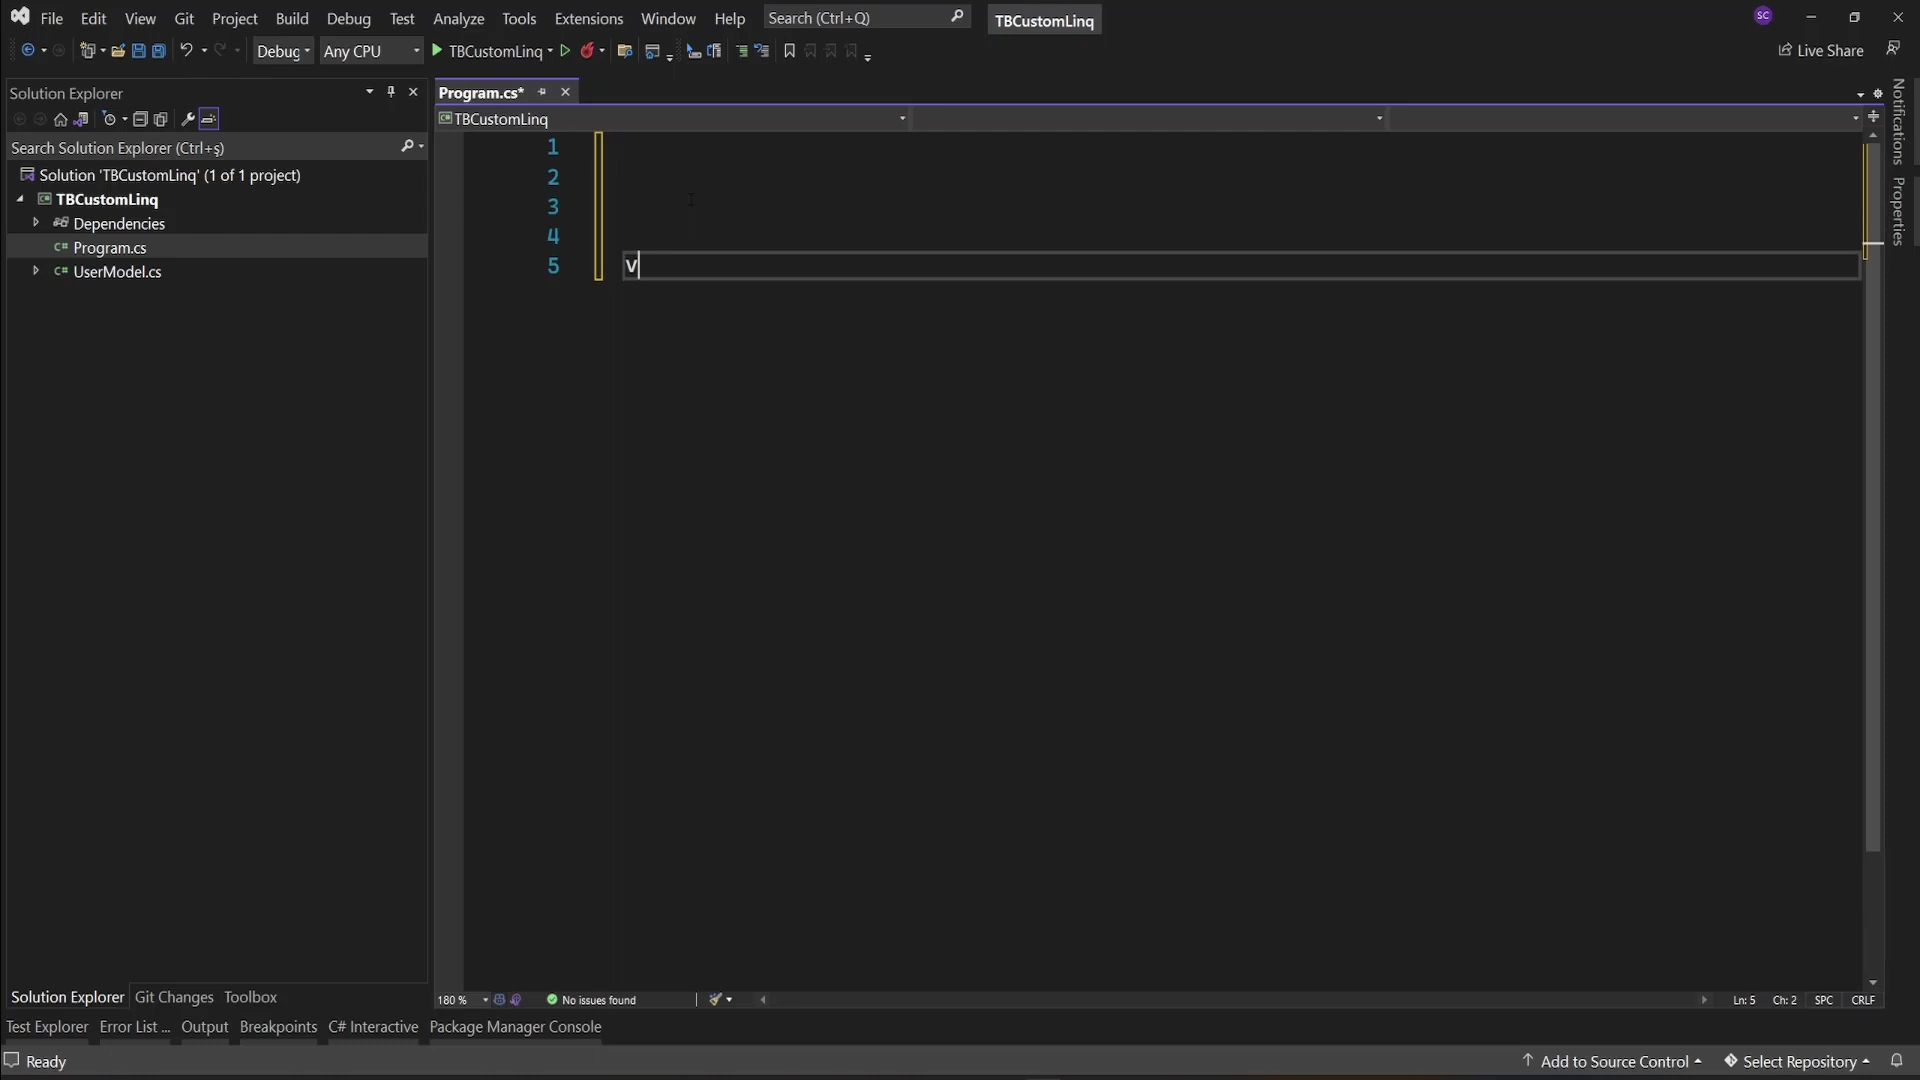 File Edit View Git Project Build Debug Test Analyze Tools Extensions Window Help Search (Ctrl+Q) TBCustomLinq SC
Debug Any CPU TBCustomLinq Live Share
Solution Explorer
Search Solution Explorer (Ctrl+ş)
Solution 'TBCustomLinq' (1 of 1 project)
TBCustomLinq
Dependencies
C# Program.cs
C# UserModel.cs
Program.cs*
TBCustomLinq
1
2
3
4
5 v
Notifications
Properties
180 % No issues found Ln: 5 Ch: 2 SPC CRLF
Solution Explorer Git Changes Toolbox
Test Explorer Error List ... Output Breakpoints C# Interactive Package Manager Console
Ready Add to Source Control Select Repository